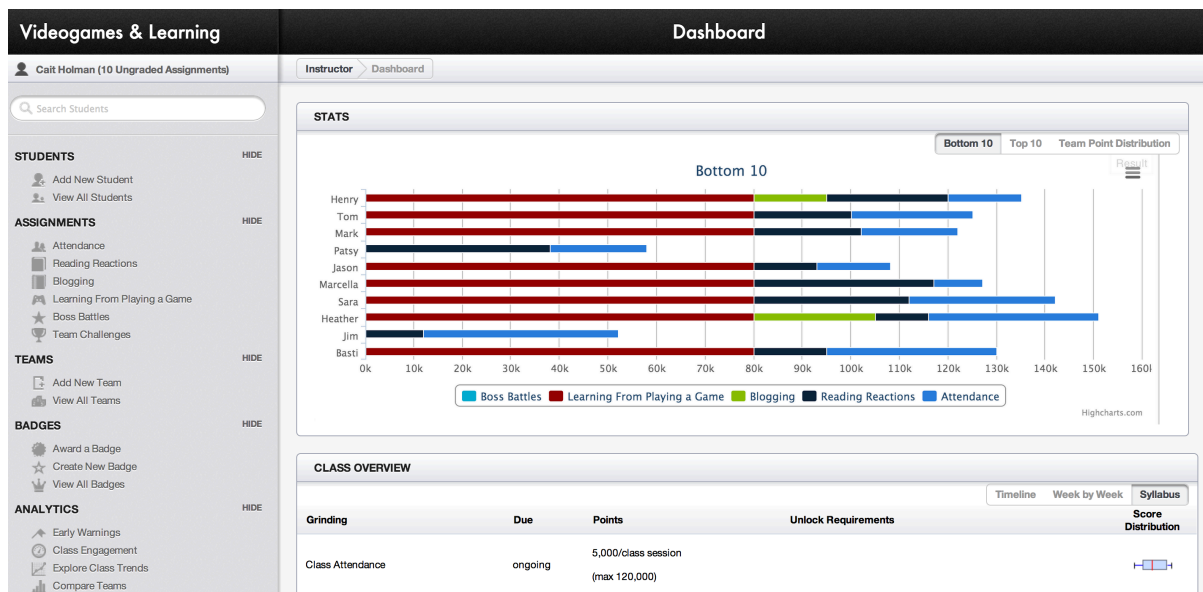 Videogames & Learning
Dashboard
Cait Holman (10 Ungraded Assignments)
Instructor Dashboard
Search Students
STUDENTS HIDE
Add New Student
View All Students
ASSIGNMENTS HIDE
Attendance
Reading Reactions
Blogging
Learning From Playing a Game
Boss Battles
Team Challenges
TEAMS HIDE
Add New Team
View All Teams
BADGES HIDE
Award a Badge
Create New Badge
View All Badges
ANALYTICS HIDE
Early Warnings
Class Engagement
Explore Class Trends
Compare Teams
STATS
Bottom 10 Top 10 Team Point Distribution
Bottom 10
Result
Henry
Tom
Mark
Patsy
Jason
Marcella
Sara
Heather
Jim
Basti
0k 10k 20k 30k 40k 50k 60k 70k 80k 90k 100k 110k 120k 130k 140k 150k 160k
Boss Battles Learning From Playing a Game Blogging Reading Reactions Attendance
Highcharts.com
CLASS OVERVIEW
Timeline Week by Week Syllabus
Grinding Due Points Unlock Requirements Score
Distribution
5,000/class session
Class Attendance ongoing
(max 120,000)